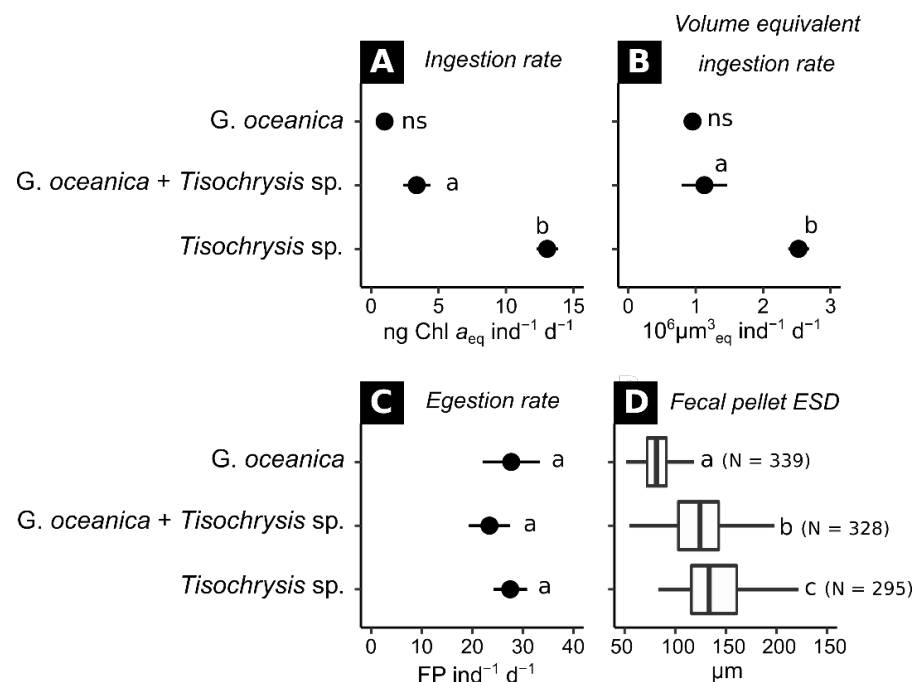 A Ingestion rate
B Volume equivalent
ingestion rate
G. oceanica
G. oceanica + Tisochrysis sp.
Tisochrysis sp.
ns
a
b
ns
a
b
0 5 10 15
ng Chl aeq ind⁻¹ d⁻¹
0 1 2 3
10⁶μm³eq ind⁻¹ d⁻¹
C Egestion rate
D Fecal pellet ESD
G. oceanica
G. oceanica + Tisochrysis sp.
Tisochrysis sp.
a
a
a
a (N = 339)
b (N = 328)
c (N = 295)
0 10 20 30 40
FP ind⁻¹ d⁻¹
50 100 150 200 250
μm